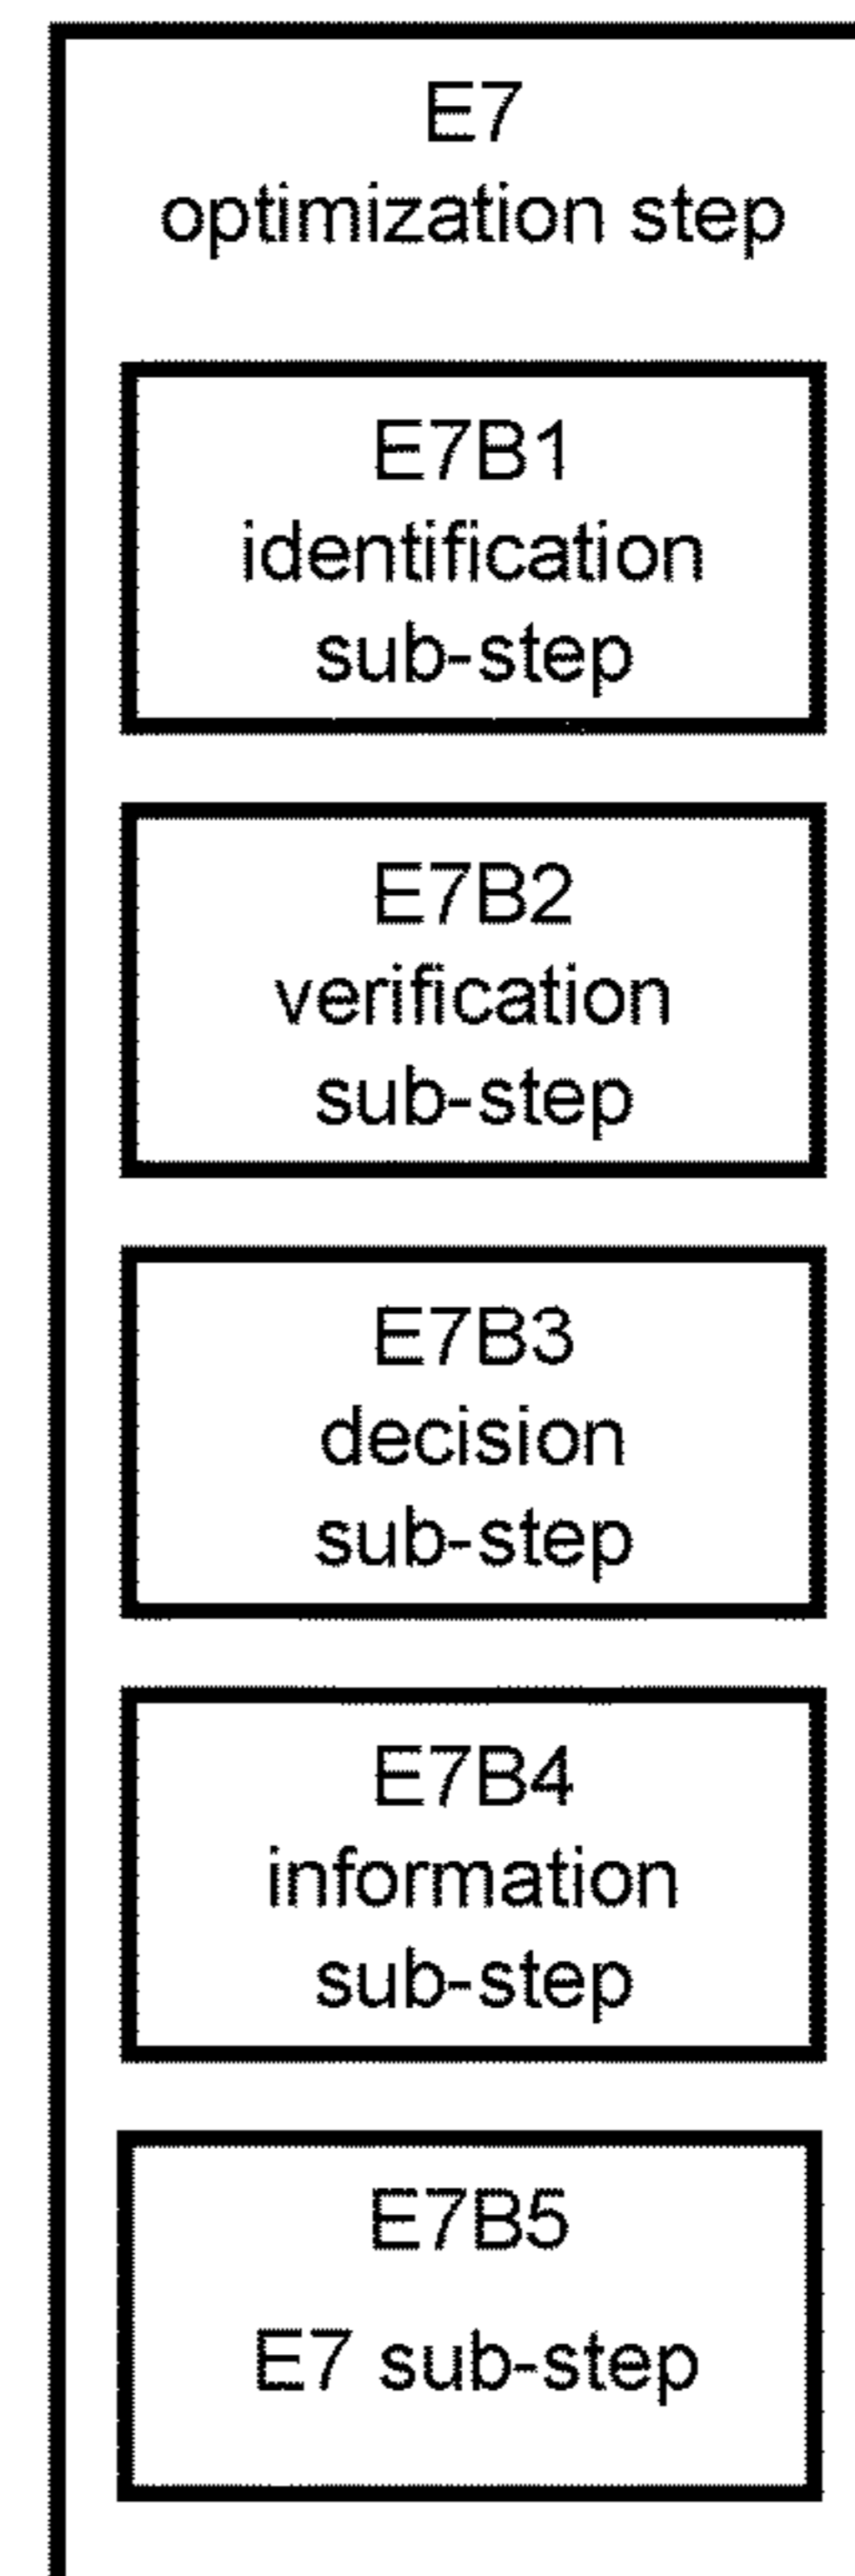 E7
optimization step
E7B1
identification
sub-step
E7B2
verification
sub-step
E7B3
decision
sub-step
E7B4
information
sub-step
E7B5
E7 sub-step